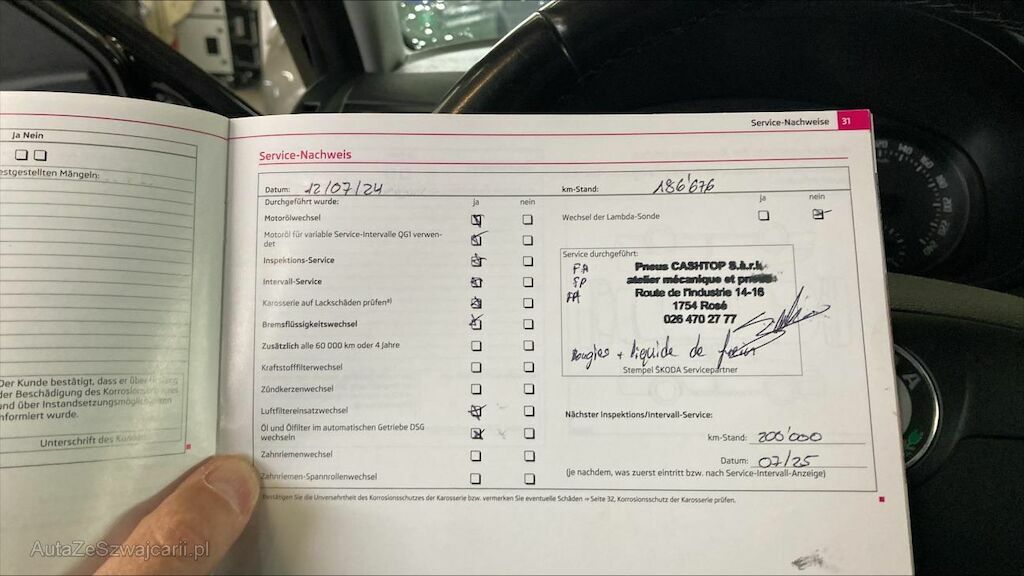 Service-Nachweise 31
Ja Nein
estgestellten Mängeln:
Der Kunde bestätigt, dass er über
der Beschädigung des Korrosions
und über Instandsetzungsmöglich
nformiert wurde.
Unterschrift des Kunden
Service-Nachweis
Datum: 12/07/24 km-Stand: 186'676
Durchgeführt wurde: ja nein
Motorölwechsel
Motoröl für variable Service-Intervalle QG1 verwen-
det
Inspektions-Service
Intervall-Service
Karosserie auf Lackschäden prüfen a)
Bremsflüssigkeitswechsel
Zusätzlich alle 60 000 km oder 4 Jahre
Kraftstofffilterwechsel
Zündkerzenwechsel
Luftfiltereinsatzwechsel
Öl und Ölfilter im automatischen Getriebe DSG
wechseln
Zahnriemenwechsel
Zahnriemen-Spannrollenwechsel
ja nein
Wechsel der Lambda-Sonde
Service durchgeführt:
Pneus CASHTOP S.à.r.l.
atelier mécanique et pneus
Route de l'Industrie 14-16
1754 Rosé
026 470 27 77
FA
FP
Bougies + liquide de frein
Stempel ŠKODA Servicepartner
Nächster Inspektions/Intervall-Service:
km-Stand: 200'000
Datum: 07/25
(je nachdem, was zuerst eintritt bzw. nach Service-Intervall-Anzeige)
Bestätigen Sie die Unversehrtheit des Korrosionsschutzes der Karosserie bzw. vermerken Sie eventuelle Schäden ⇒ Seite 32, Korrosionsschutz der Karosserie prüfen.
A
AutaZeSzwajcarii.pl